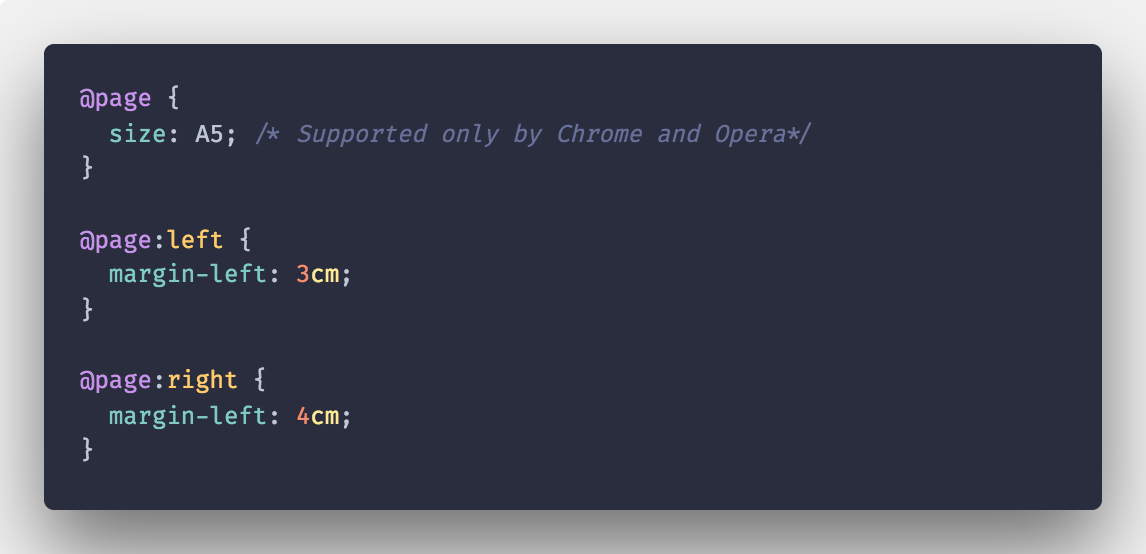 @page {
  size: A5; /* Supported only by Chrome and Opera*/
}

@page:left {
  margin-left: 3cm;
}

@page:right {
  margin-left: 4cm;
}